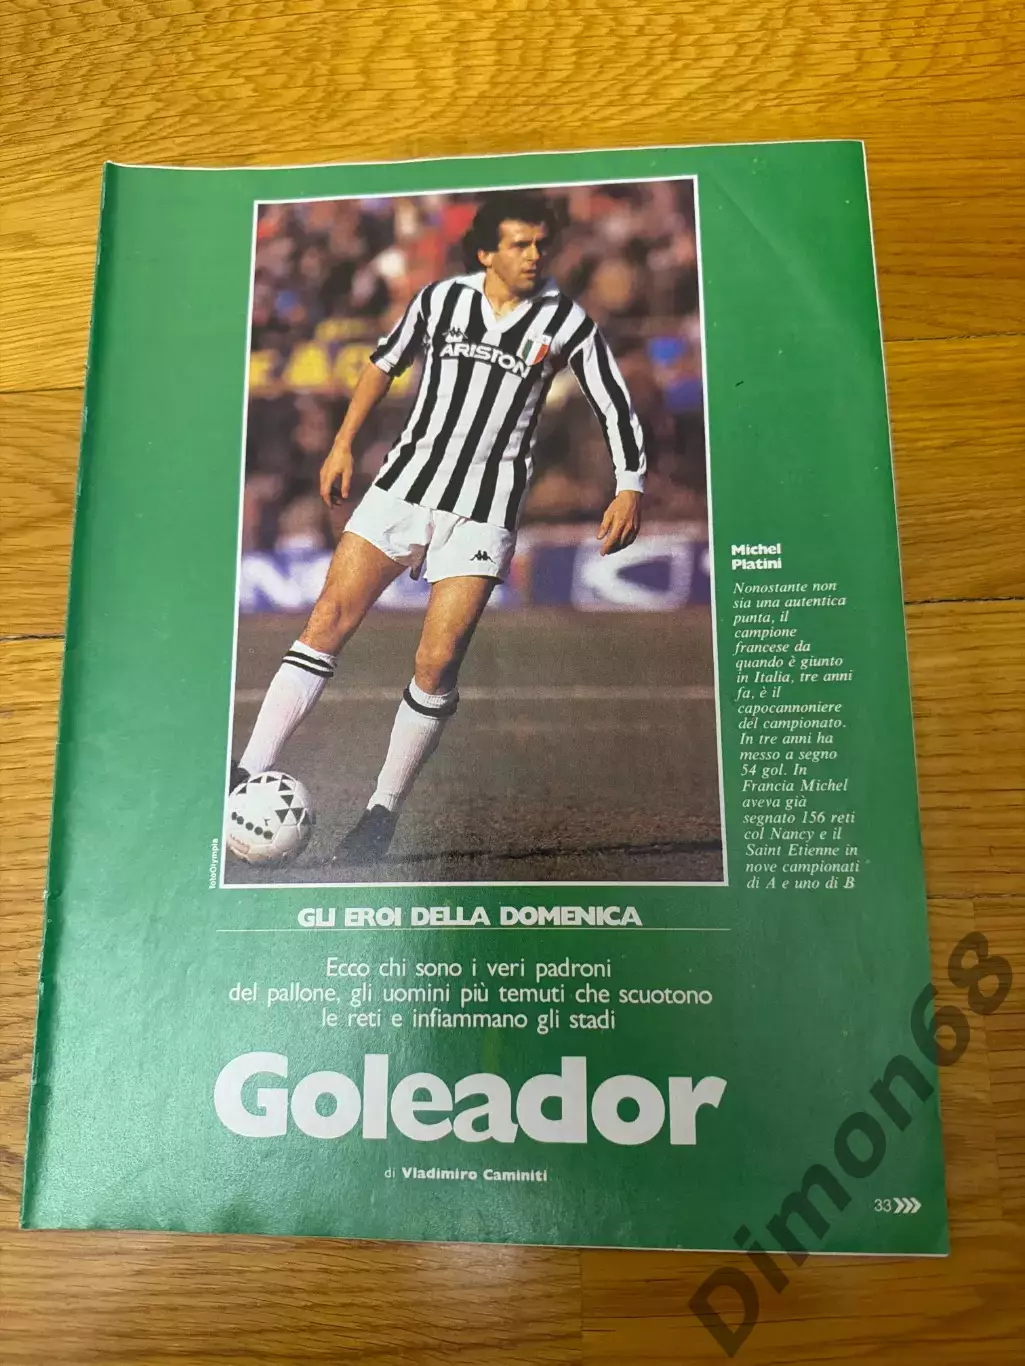 ARISTON
Michel
Platini
Nonostante non
sia una autentica
punta, il
campione
francese da
quando è giunto
in Italia, tre anni
fa, è il
capocannoniere
del campionato.
In tre anni ha
messo a segno
54 gol. In
Francia Michel
aveva già
segnato 156 reti
col Nancy e il
Saint Etienne in
nove campionati
di A e uno di B
fotoOlympia
GLI EROI DELLA DOMENICA
Ecco chi sono i veri padroni
del pallone, gli uomini più temuti che scuotono
le reti e infiammano gli stadi
Goleador
di Vladimiro Caminiti
33
Dimon68